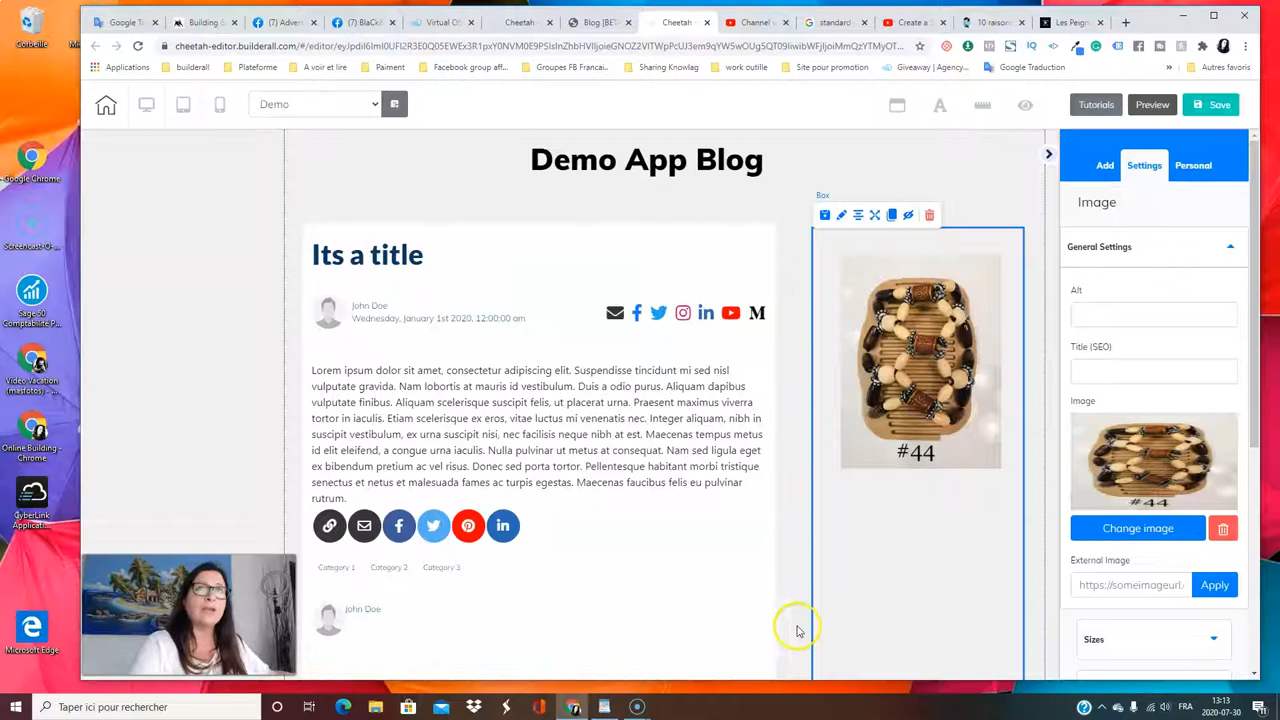 Corbeille
Google Chrome
Screencast-O-...
Sage 50
Comptabilité P...
Video Vacation
(masfotos) -...
Online Building -
Chrome
CyberLink
Applicati...
Microsoft Edge
Google T
Building &
(7) Adver
(7) BlaCk
Virtual Of
Cheetah -
Blog [BET
Cheetah -
Channel v
standard
Create a S
10 raison
Les Peign
cheetah-editor.builderall.com/#/editor/
Applications
builderall
Plateforme
A voir et lire
Paiment
Facebook group aff...
Groupes FB Francai...
Sharing Knowlag
work outille
Site pour promotion
Giveaway | Agency...
Google Traduction
»
Autres favoris
Demo
Tutorials
Preview
Save
Demo App Blog
Box
Its a title
John Doe
Wednesday, January 1st 2020, 12:00:00 am
Lorem ipsum dolor sit amet, consectetur adipiscing elit. Suspendisse tincidunt mi sed nisl
vulputate gravida. Nam lobortis at mauris id vestibulum. Duis a odio purus. Aliquam dapibus
vulputate finibus. Aliquam scelerisque suscipit felis, ut placerat urna. Praesent maximus viverra
tortor in iaculis. Etiam scelerisque ex eros, vitae luctus mi venenatis nec. Integer aliquam, nibh in
suscipit vestibulum, ex urna suscipit nisi, nec facilisis neque nibh at est. Maecenas tempus metus
id elit eleifend, a congue urna iaculis. Nulla pulvinar ut metus at consequat. Nam sed ligula eget
ex bibendum pretium ac vel risus. Donec sed porta tortor. Pellentesque habitant morbi tristique
senectus et netus et malesuada fames ac turpis egestas. Maecenas faucibus felis eu pulvinar
rutrum.
Category 1 Category 2 Category 3
John Doe
#44
Add
Settings
Personal
Image
General Settings
Alt
Title (SEO)
Image
#44
Change image
External Image
https://someimageurl.
Apply
Sizes
Taper ici pour rechercher
FRA
13:13
2020-07-30